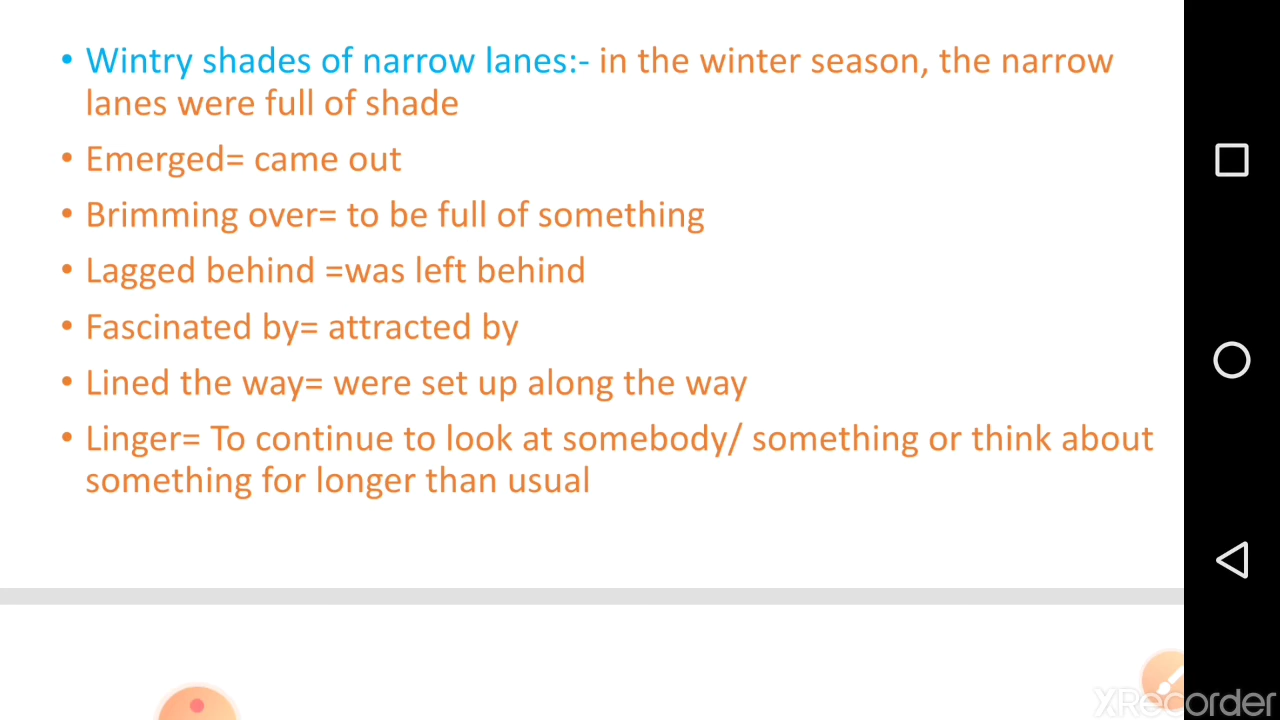 • Wintry shades of narrow lanes:- in the winter season, the narrow
lanes were full of shade
• Emerged= came out
• Brimming over= to be full of something
• Lagged behind =was left behind
• Fascinated by= attracted by
• Lined the way= were set up along the way
• Linger= To continue to look at somebody/ something or think about
something for longer than usual
XRecorder